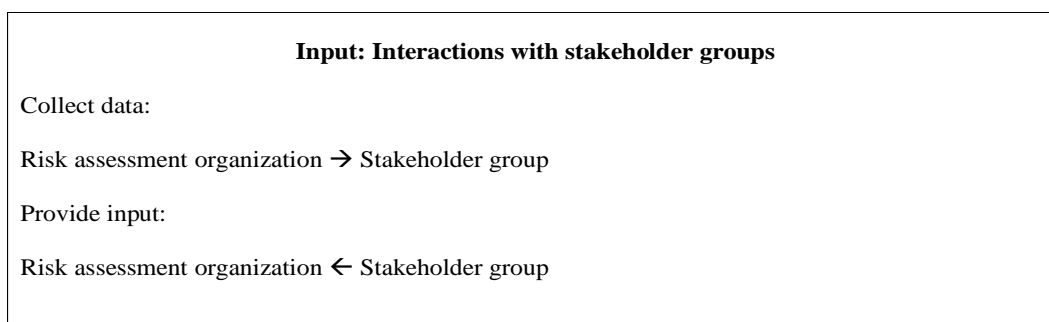 Input: Interactions with stakeholder groups
Collect data:
Risk assessment organization → Stakeholder group
Provide input:
Risk assessment organization ← Stakeholder group